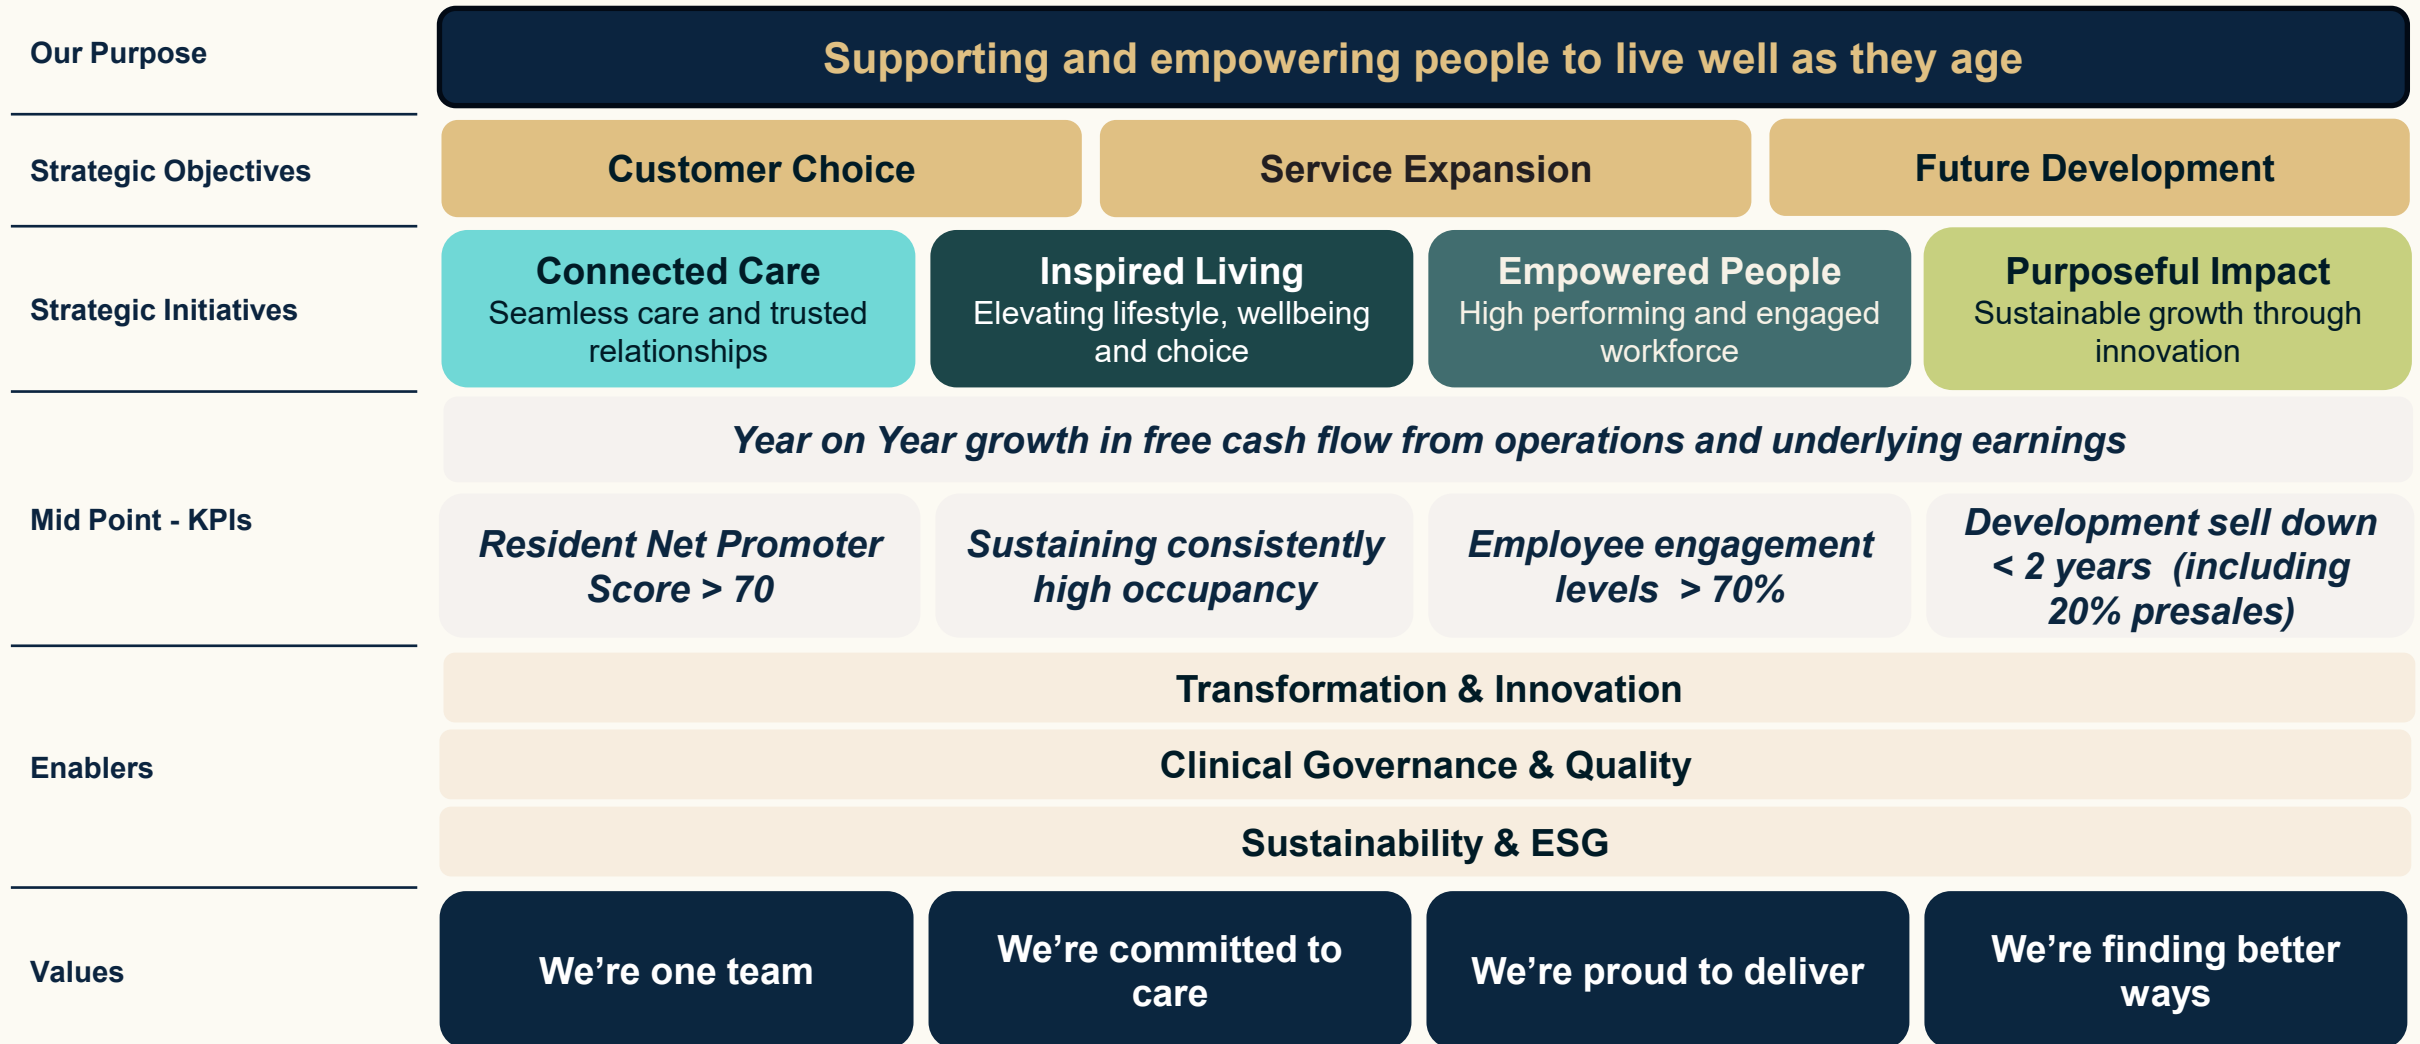 Our Purpose
Supporting and empowering people to live well as they age
Strategic Objectives
Customer Choice
Service Expansion
Future Development
Strategic Initiatives
Connected Care
Seamless care and trusted
relationships
Inspired Living
Elevating lifestyle, wellbeing
and choice
Empowered People
High performing and engaged
workforce
Purposeful Impact
Sustainable growth through
innovation
Mid Point - KPIs
Year on Year growth in free cash flow from operations and underlying earnings
Resident Net Promoter
Score > 70
Sustaining consistently
high occupancy
Employee engagement
levels  > 70%
Development sell down
< 2 years  (including
20% presales)
Enablers
Transformation & Innovation
Clinical Governance & Quality
Sustainability & ESG
Values
We’re one team
We’re committed to
care
We’re proud to deliver
We’re finding better
ways